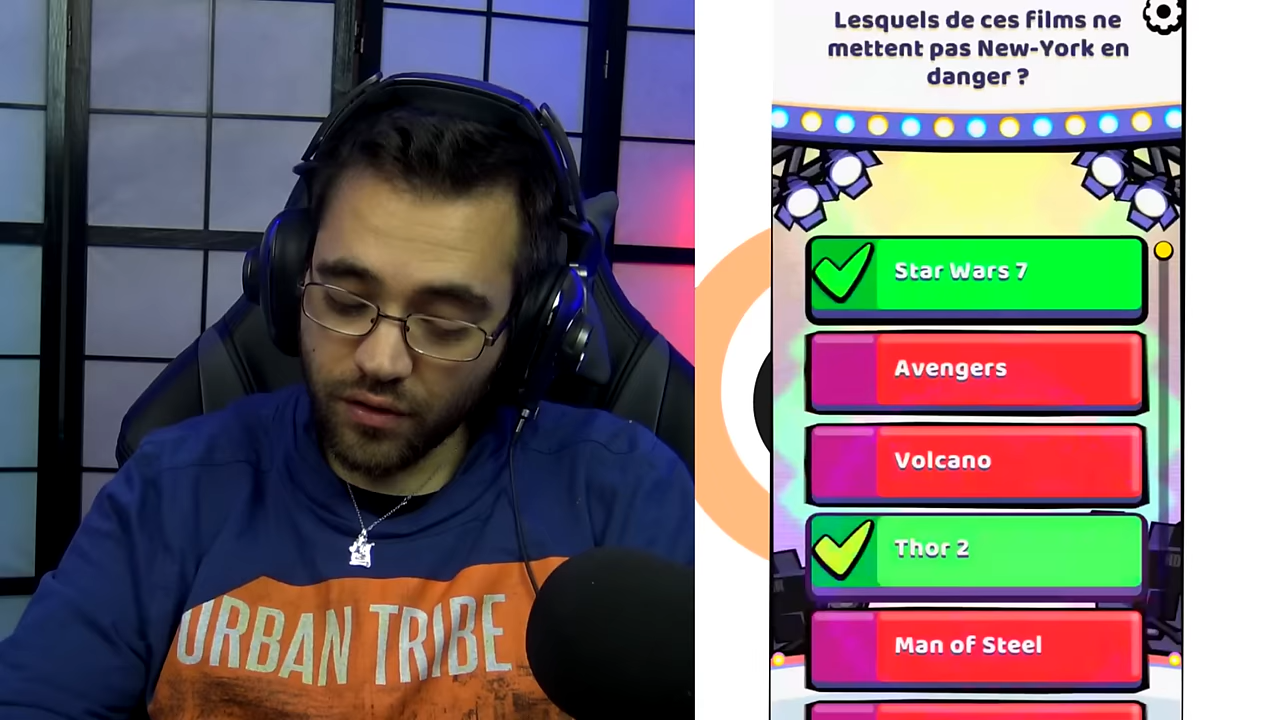 Lesquels de ces films ne
mettent pas New-York en
danger ?
Star Wars 7
Avengers
Volcano
Thor 2
Man of Steel
URBAN TRIBE